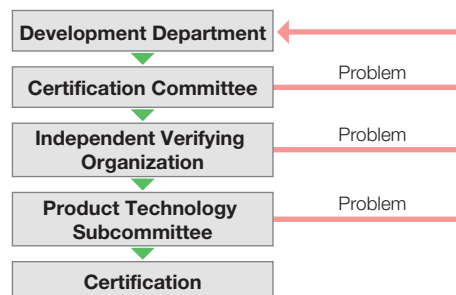 Development Department
Certification Committee
Problem
Independent Verifying
Organization
Problem
Product Technology
Subcommittee
Problem
Certification